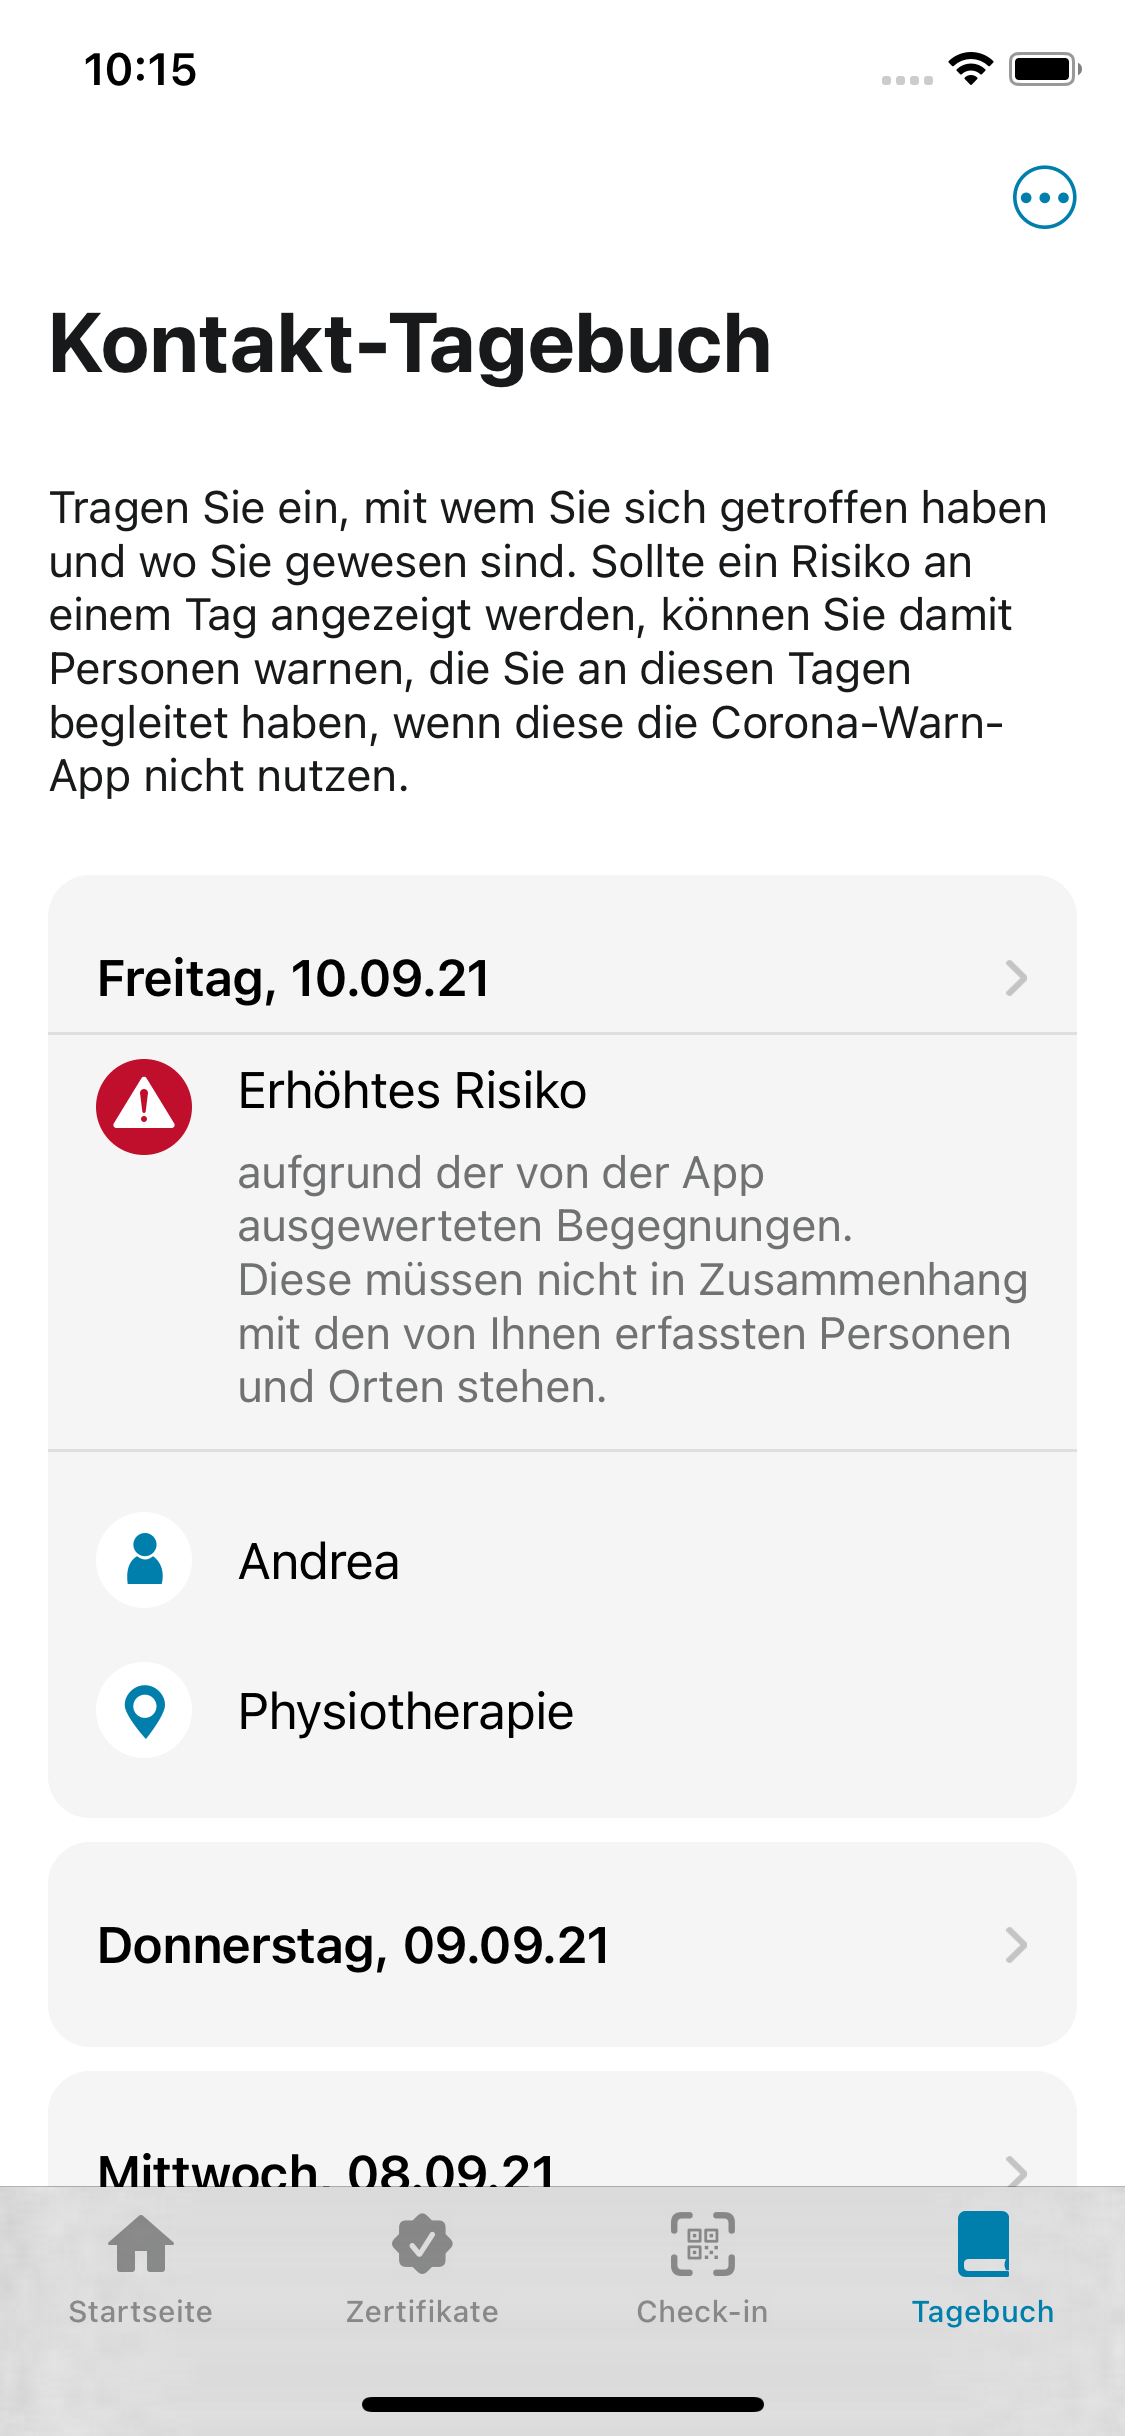 10:15
Kontakt-Tagebuch
Tragen Sie ein, mit wem Sie sich getroffen haben
und wo Sie gewesen sind. Sollte ein Risiko an
einem Tag angezeigt werden, können Sie damit
Personen warnen, die Sie an diesen Tagen
begleitet haben, wenn diese die Corona-Warn-
App nicht nutzen.
Freitag, 10.09.21
Erhöhtes Risiko
aufgrund der von der App
ausgewerteten Begegnungen.
Diese müssen nicht in Zusammenhang
mit den von Ihnen erfassten Personen
und Orten stehen.
Andrea
Physiotherapie
Donnerstag, 09.09.21
Mittwoch, 08.09.21
Startseite
Zertifikate
Check-in
Tagebuch